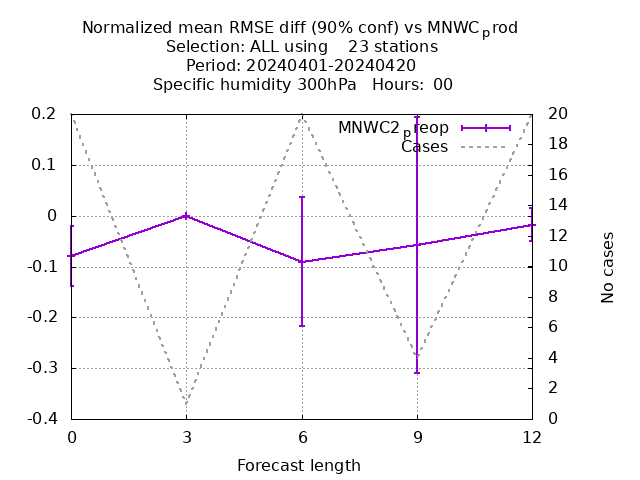 Normalized mean RMSE diff (90% conf) vs MNWCprod
Selection: ALL using    23 stations
Period: 20240401-20240420
Specific humidity 300hPa   Hours:  00
0.2
0.1
0
-0.1
-0.2
-0.3
-0.4
20
18
16
14
12
10
8
6
4
2
0
MNWC2preop
Cases
No cases
0 3 6 9 12
Forecast length